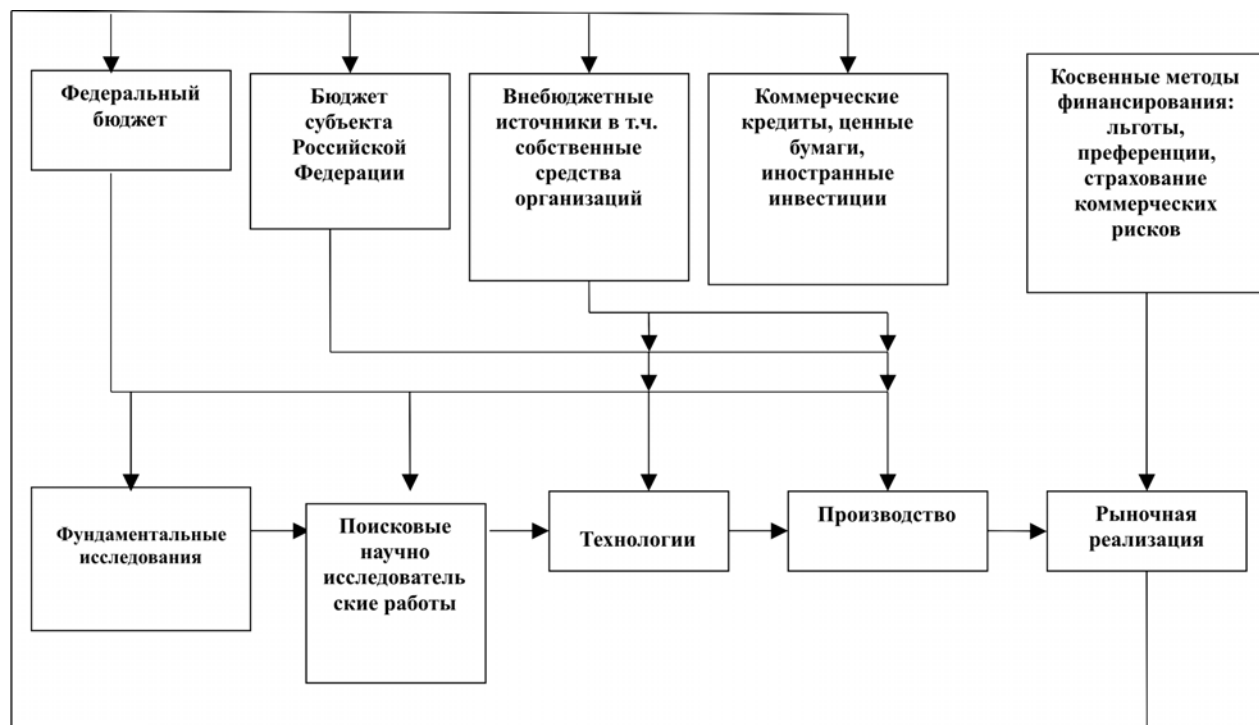 Федеральный
бюджет
Бюджет
субъекта
Российской
Федерации
Внебюджетные
источники в т.ч.
собственные
средства
организаций
Коммерческие
кредиты, ценные
бумаги,
иностранные
инвестиции
Косвенные методы
финансирования:
льготы,
преференции,
страхование
коммерческих
рисков
Фундаментальные
исследования
Поисковые
научно
исследователь
ские работы
Технологии
Производство
Рыночная
реализация